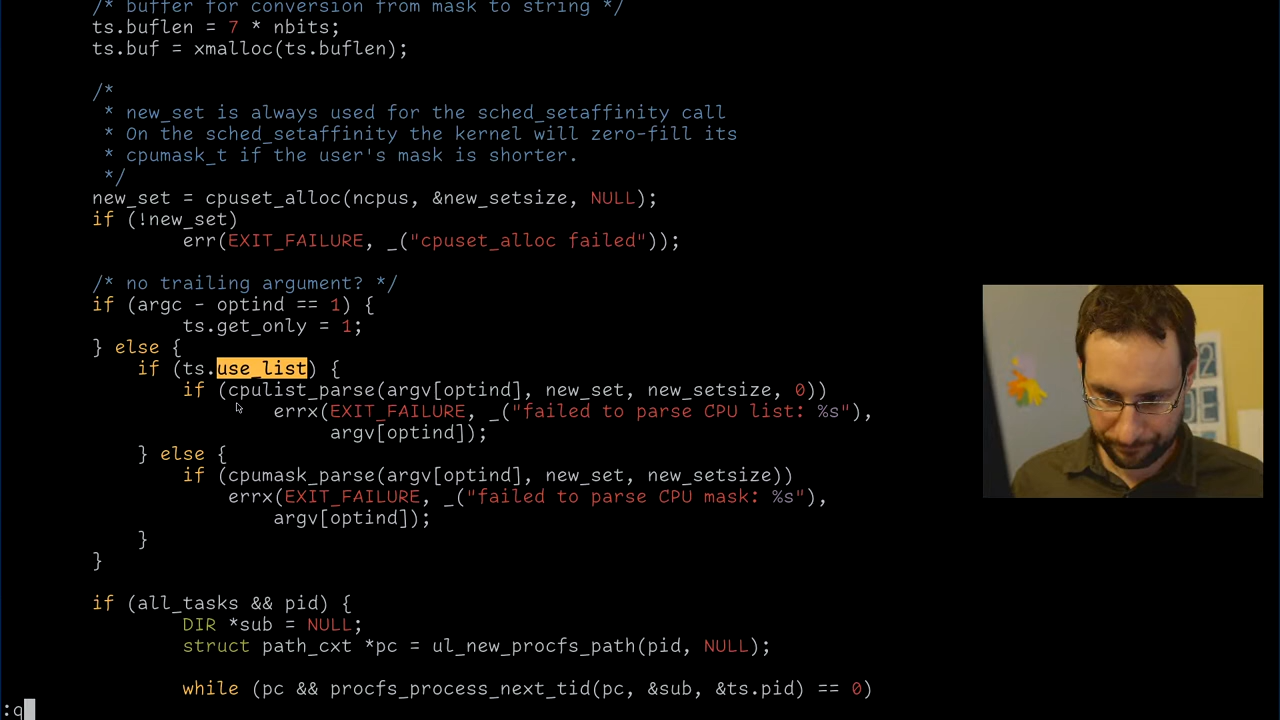 /* buffer for conversion from mask to string */
ts.buflen = 7 * nbits;
ts.buf = xmalloc(ts.buflen);
/*
* new_set is always used for the sched_setaffinity call
* On the sched_setaffinity the kernel will zero-fill its
* cpumask_t if the user's mask is shorter.
*/
new_set = cpuset_alloc(ncpus, &new_setsize, NULL);
if (!new_set)
err(EXIT_FAILURE, _("cpuset_alloc failed"));
/* no trailing argument? */
if (argc - optind == 1) {
ts.get_only = 1;
} else {
if (ts.use_list) {
if (cpulist_parse(argv[optind], new_set, new_setsize, 0))
errx(EXIT_FAILURE, _("failed to parse CPU list: %s"),
argv[optind]);
} else {
if (cpumask_parse(argv[optind], new_set, new_setsize))
errx(EXIT_FAILURE, _("failed to parse CPU mask: %s"),
argv[optind]);
}
}
if (all_tasks && pid) {
DIR *sub = NULL;
struct path_cxt *pc = ul_new_procfs_path(pid, NULL);
while (pc && procfs_process_next_tid(pc, &sub, &ts.pid) == 0)
:q